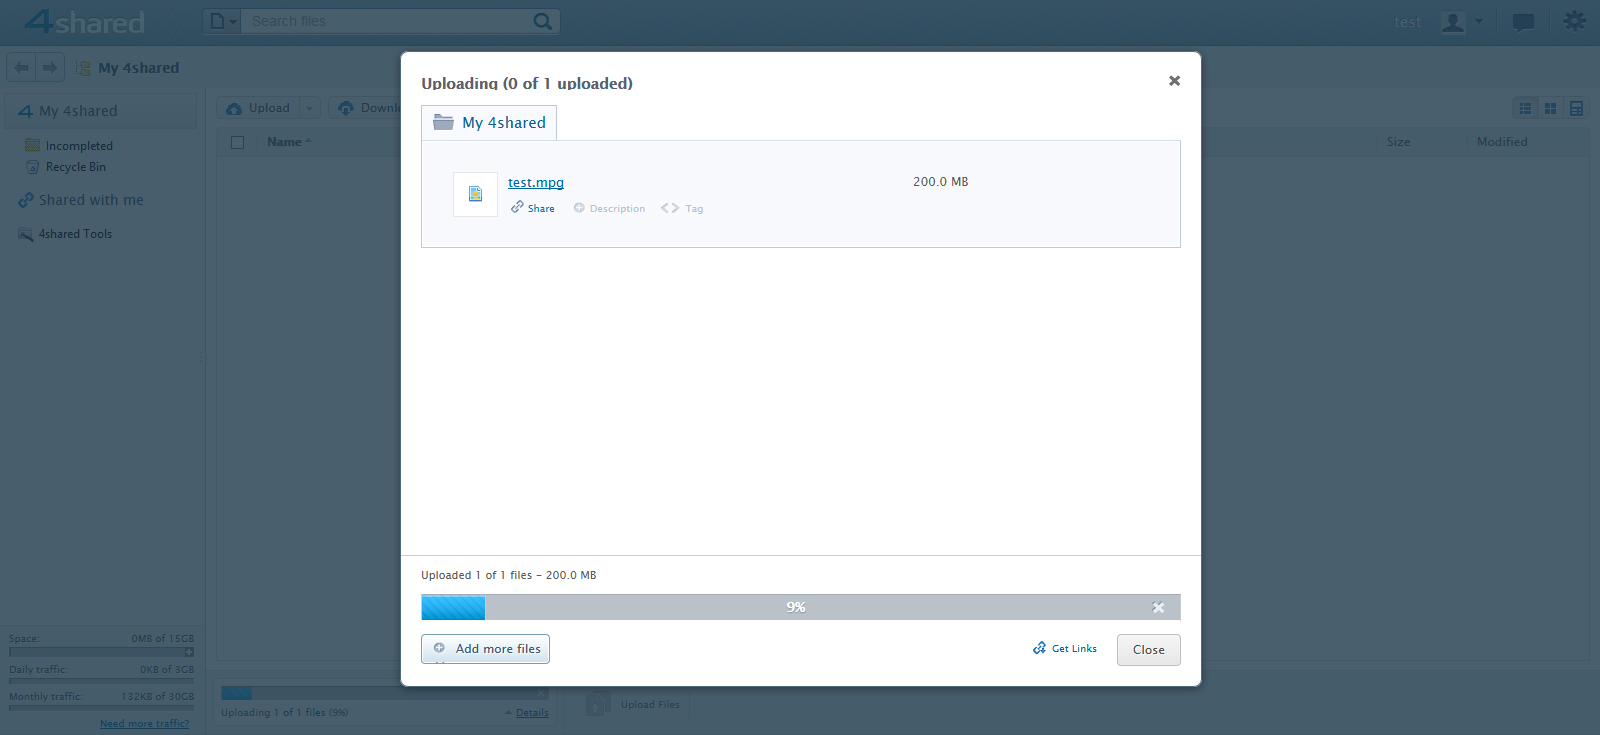 4shared
Search files
test
My 4shared
My 4shared
Incompleted
Recycle Bin
Shared with me
4shared Tools
Upload
Name
Size
Modified
Uploading (0 of 1 uploaded)
My 4shared
test.mpg
200.0 MB
Share
Description
Tag
Uploaded 1 of 1 files – 200.0 MB
9%
Add more files
Get Links
Close
Space: 0MB of 15GB
Daily traffic: 0KB of 3GB
Monthly traffic: 132KB of 30GB
Need more traffic?
Uploading 1 of 1 files (9%)
Details
Upload Files